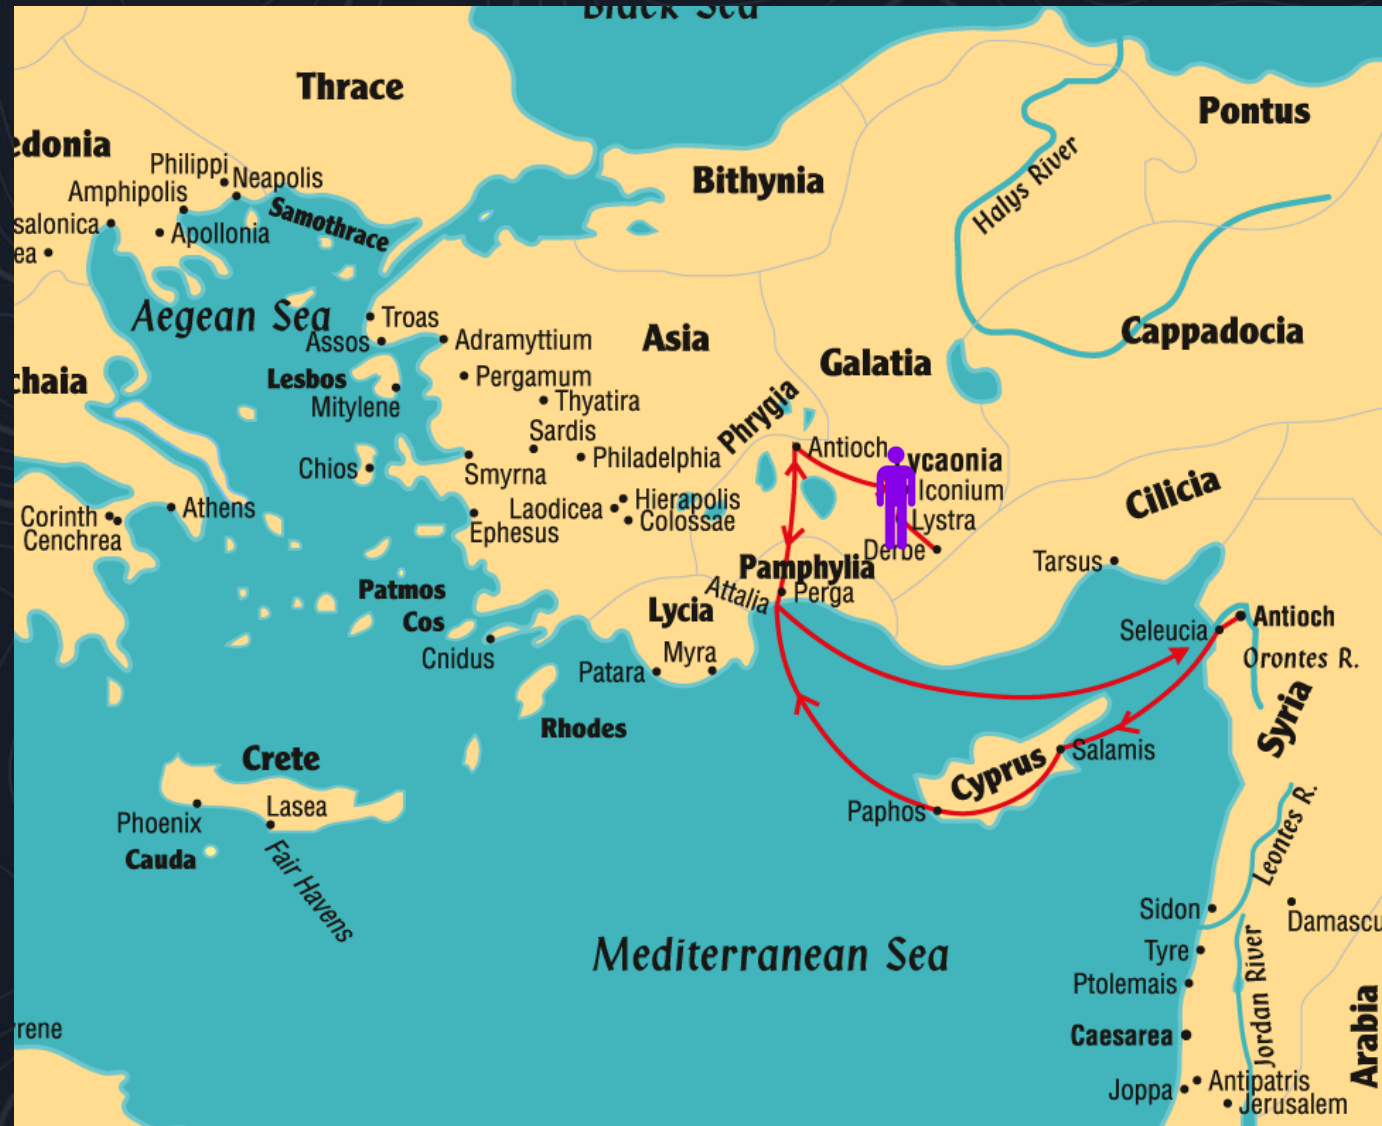 Black Sea
Thrace
Pontus
edonia
Philippi
Neapolis
Bithynia
Halys River
Amphipolis
Samothrace
salonica
Apollonia
ea
Aegean Sea
Troas
Assos
Adramyttium
Asia
Cappadocia
Galatia
chaia
Lesbos
Pergamum
Mitylene
Thyatira
Phrygia
Sardis
Antioch
Chios
Smyrna
Philadelphia
ycaonia
Iconium
Cilicia
Corinth
Cenchrea
Athens
Ephesus
Laodicea
Hierapolis
Colossae
Lystra
Derbe
Tarsus
Pamphylia
Attalia
Perga
Patmos
Cos
Lycia
Cnidus
Patara
Myra
Seleucia
Antioch
Orontes R.
Syria
Rhodes
Crete
Cyprus
Salamis
Paphos
Phoenix
Lasea
Cauda
Fair Havens
Leontes R.
Sidon
Damascu
Mediterranean Sea
Tyre
Ptolemais
Jordan River
Arabia
rene
Caesarea
Joppa
Antipatris
Jerusalem